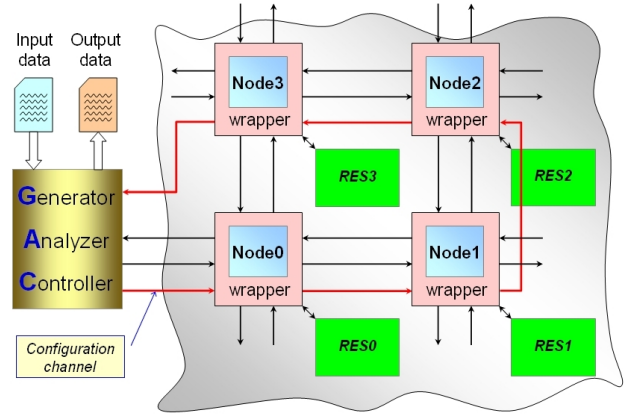 Input
data
Output
data
Node3
wrapper
Node2
wrapper
RES3
RES2
Generator
Analyzer
Controller
Node0
wrapper
Node1
wrapper
Configuration
channel
RES0
RES1